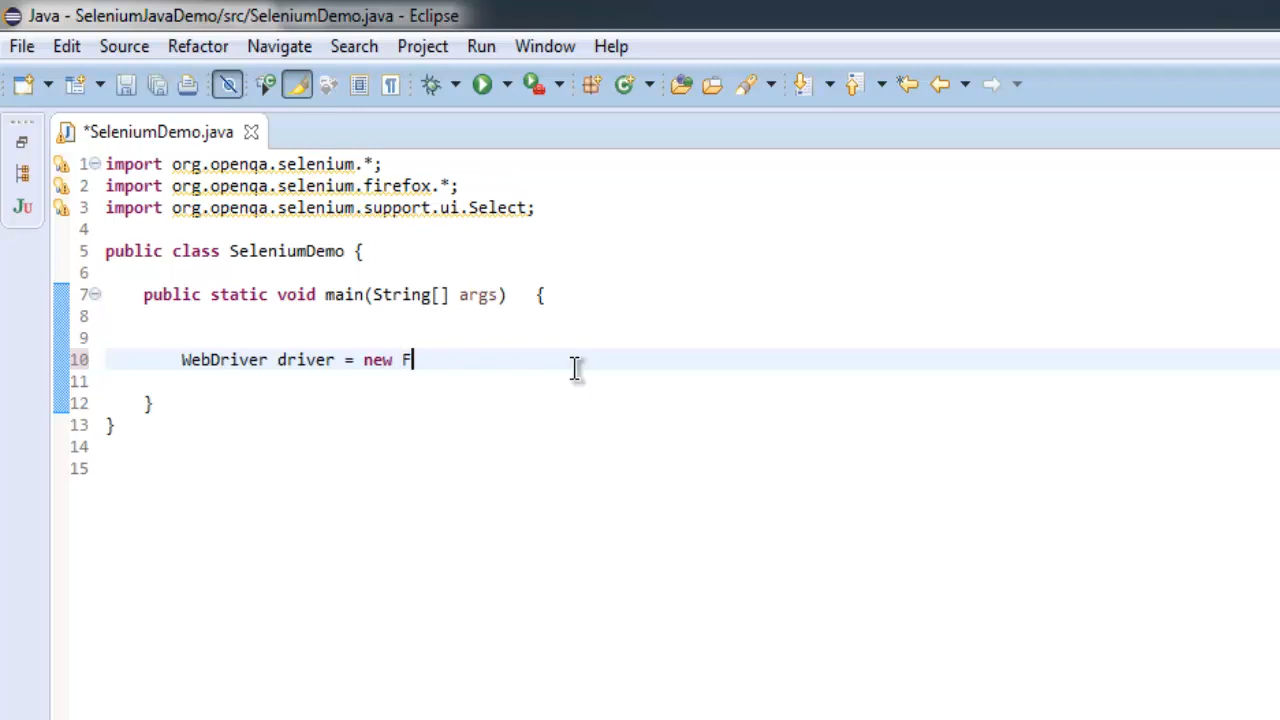 Java - SeleniumJavaDemo/src/SeleniumDemo.java - Eclipse
File Edit Source Refactor Navigate Search Project Run Window Help
*SeleniumDemo.java
1 import org.openqa.selenium.*;
2 import org.openqa.selenium.firefox.*;
3 import org.openqa.selenium.support.ui.Select;
4
5 public class SeleniumDemo {
6
7 public static void main(String[] args) {
8
9
10 WebDriver driver = new F
11
12 }
13 }
14
15
JU